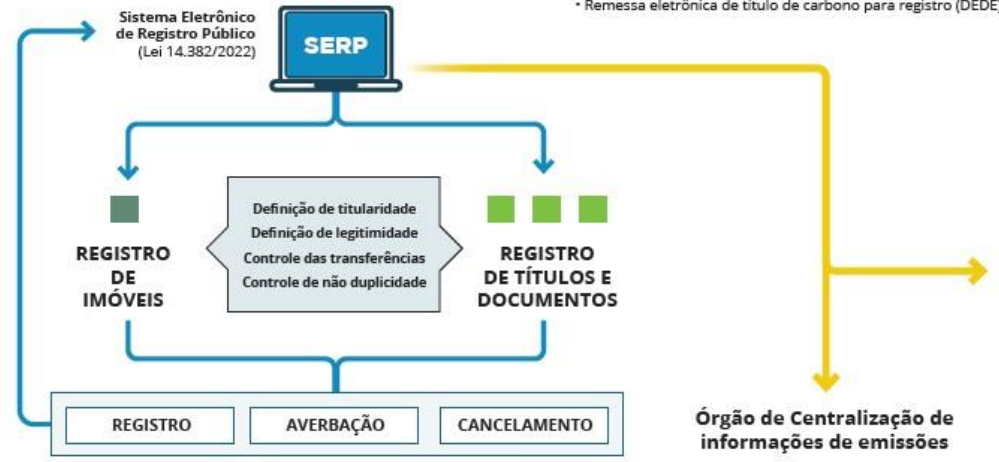 * Remessa eletrônica de título de carbono para registro (DEDE)
Sistema Eletrônico
de Registro Público
(Lei 14.382/2022)
SERP
Definição de titularidade
Definição de legitimidade
Controle das transferências
Controle de não duplicidade
REGISTRO
DE
IMÓVEIS
REGISTRO
DE TÍTULOS E
DOCUMENTOS
REGISTRO
AVERBAÇÃO
CANCELAMENTO
Órgão de Centralização de
informações de emissões